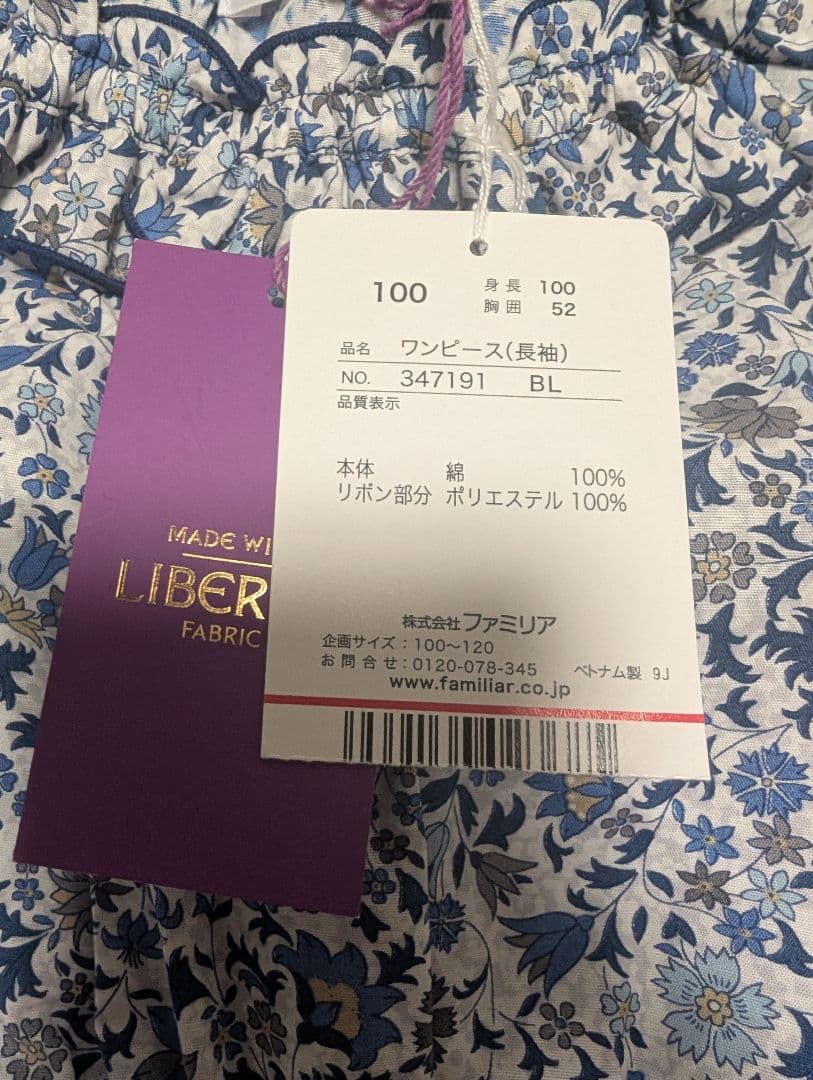 100
身長 100
胸囲 52
品名 ワンピース(長袖)
NO. 347191 BL
品質表示
本体 綿 100%
リボン部分 ポリエステル 100%
株式会社ファミリア
企画サイズ：100～120
お問合せ：0120-078-345 ベトナム製 9J
www.familiar.co.jp
MADE WI
LIBER
FABRIC